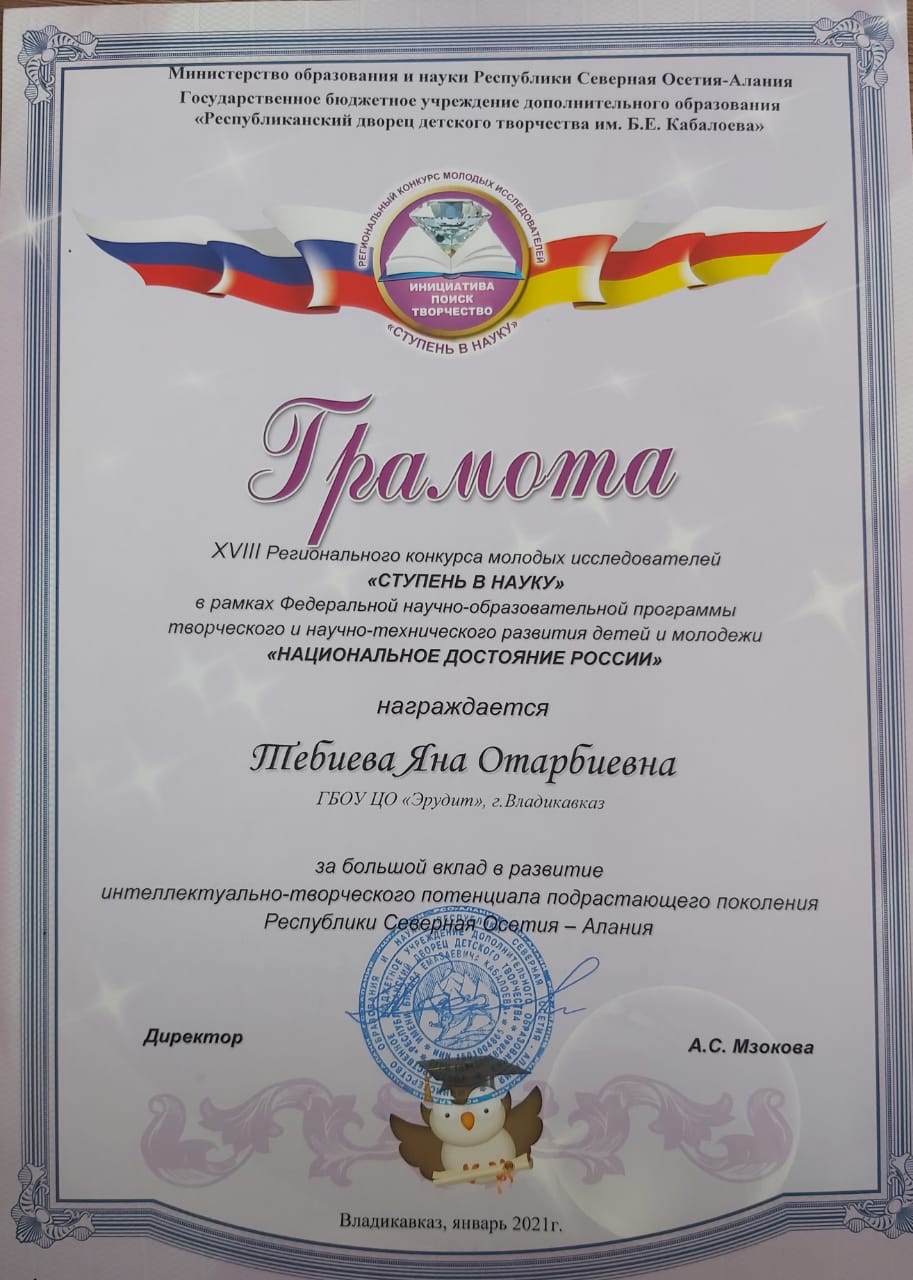 Министерство образования и науки Республики Северная Осетия-Алания
Государственное бюджетное учреждение дополнительного образования
«Республиканский дворец детского творчества им. Б.Е. Кабалоева»
РЕГИОНАЛЬНЫЙ КОНКУРС МОЛОДЫХ ИССЛЕДОВАТЕЛЕЙ
ИНИЦИАТИВА
ПОИСК
ТВОРЧЕСТВО
«СТУПЕНЬ В НАУКУ»
Грамота
XVIII Регионального конкурса молодых исследователей
«СТУПЕНЬ В НАУКУ»
в рамках Федеральной научно-образовательной программы
творческого и научно-технического развития детей и молодежи
«НАЦИОНАЛЬНОЕ ДОСТОЯНИЕ РОССИИ»
награждается
Тебиева Яна Отарбиевна
ГБОУ ЦО «Эрудит», г.Владикавказ
за большой вклад в развитие
интеллектуально-творческого потенциала подрастающего поколения
Республики Северная Осетия – Алания
Директор
А.С. Мзокова
Владикавказ, январь 2021г.